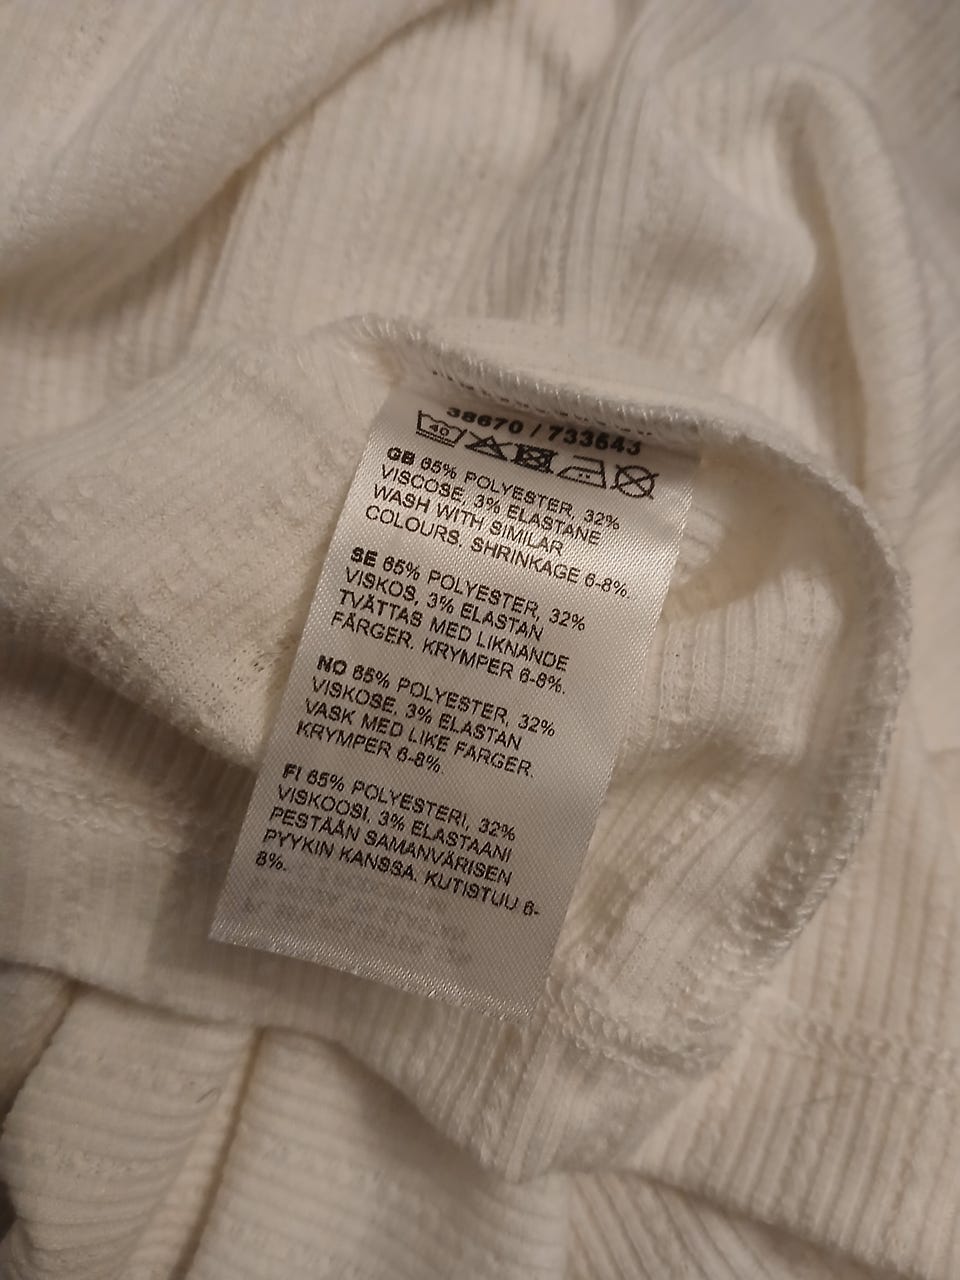 38670 / 733643
40
GB 65% POLYESTER, 32%
VISCOSE, 3% ELASTANE
WASH WITH SIMILAR
COLOURS. SHRINKAGE 6-8%.
SE 65% POLYESTER, 32%
VISKOS, 3% ELASTAN
TVÄTTAS MED LIKNANDE
FÄRGER. KRYMPER 6-8%.
NO 65% POLYESTER, 32%
VISKOSE, 3% ELASTAN
VASK MED LIKE FARGER.
KRYMPER 6-8%.
FI 65% POLYESTERI, 32%
VISKOOSI, 3% ELASTAANI
PESTÄÄN SAMANVÄRISEN
PYYKIN KANSSA. KUTISTUU 6-
8%.